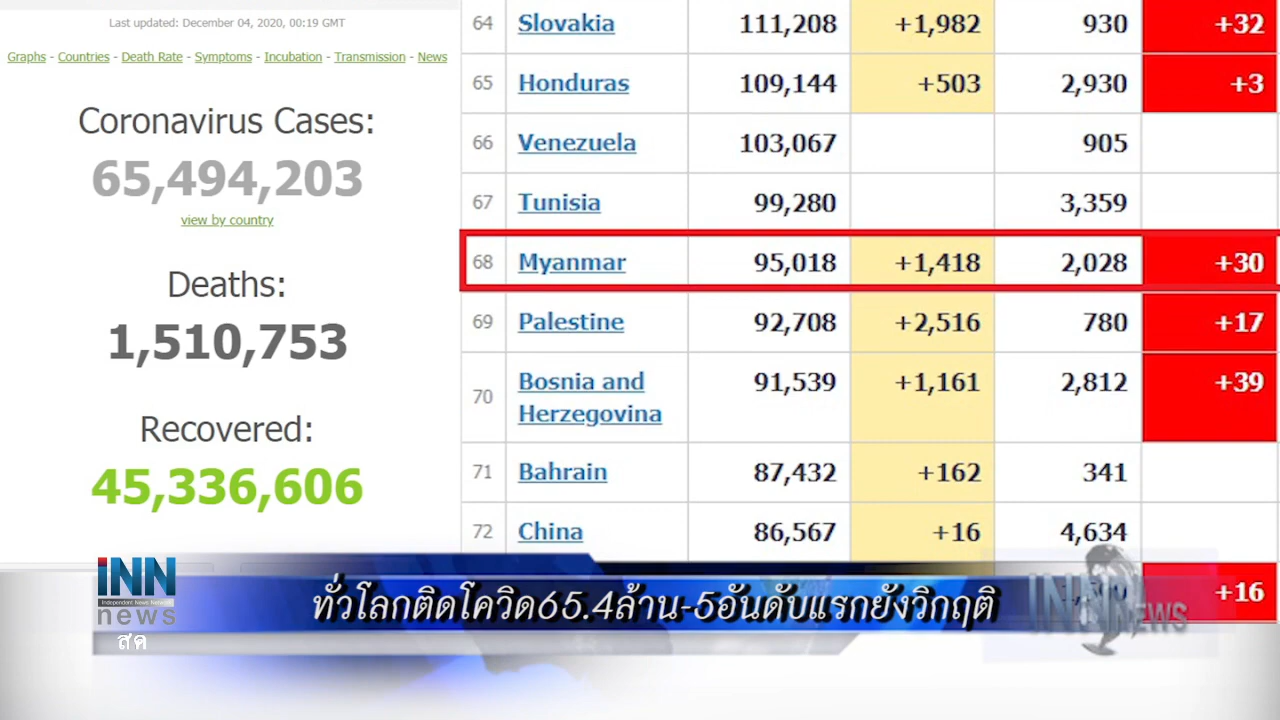 Last updated: December 04, 2020, 00:19 GMT
Graphs - Countries - Death Rate - Symptoms - Incubation - Transmission - News
Coronavirus Cases:
65,494,203
view by country
Deaths:
1,510,753
Recovered:
45,336,606
64 Slovakia 111,208 +1,982 930 +32
65 Honduras 109,144 +503 2,930 +3
66 Venezuela 103,067 905
67 Tunisia 99,280 3,359
68 Myanmar 95,018 +1,418 2,028 +30
69 Palestine 92,708 +2,516 780 +17
70 Bosnia and Herzegovina 91,539 +1,161 2,812 +39
71 Bahrain 87,432 +162 341
72 China 86,567 +16 4,634
+16
iNN
Independent News Network
news
สค
ทั่วโลกติดโควิด65.4ล้าน-5อันดับแรกยังวิกฤติ
INN NEWS